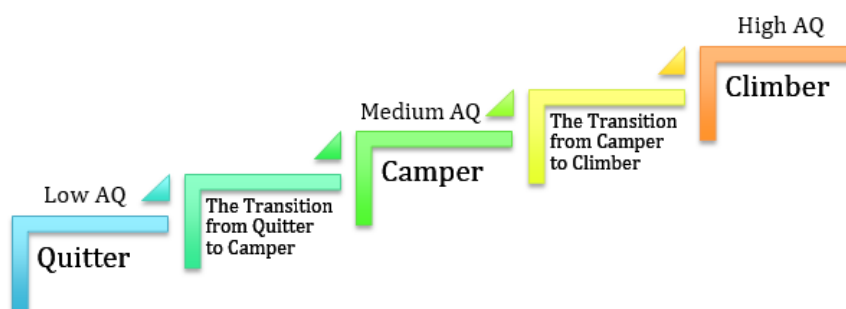 Low AQ
Quitter
The Transition
from Quitter
to Camper
Medium AQ
Camper
The Transition
from Camper
to Climber
High AQ
Climber